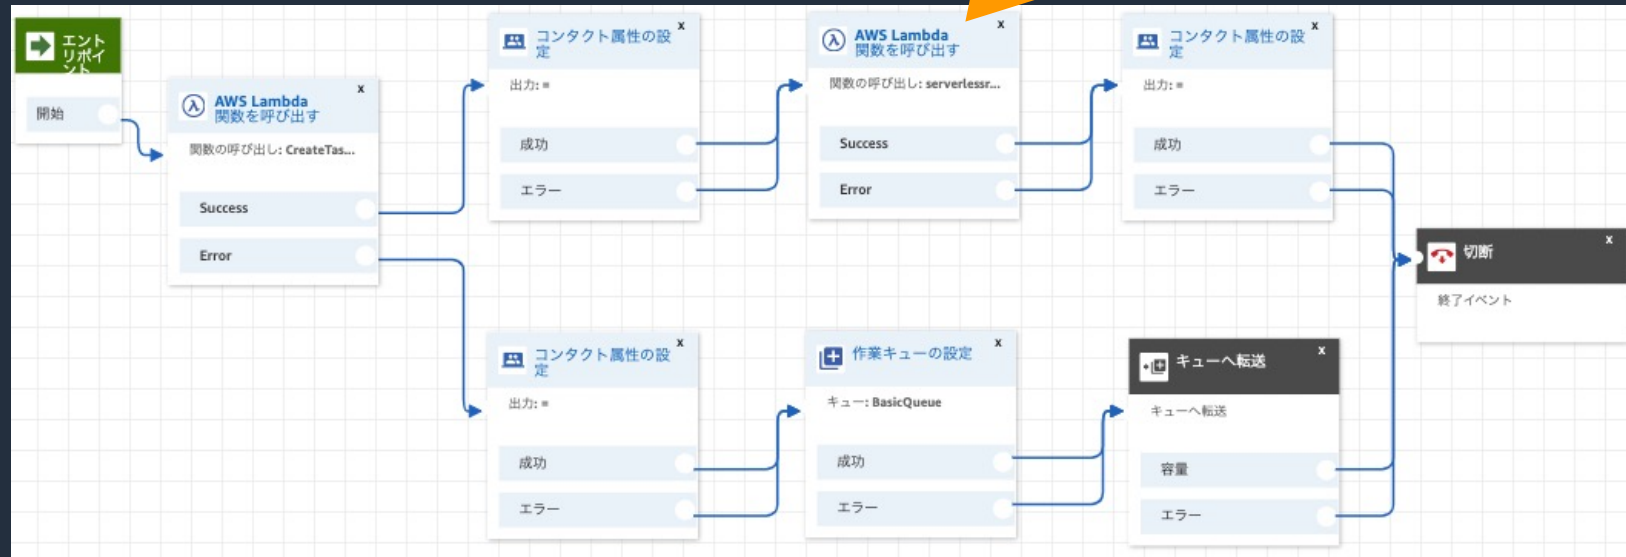 エント
リポイ
ント
開始
AWS Lambda
関数を呼び出す
x
関数の呼び出し: CreateTas...
Success
Error
コンタクト属性の設
定
x
出力: =
成功
エラー
AWS Lambda
関数を呼び出す
x
関数の呼び出し: serverlessr...
Success
Error
コンタクト属性の設
定
x
出力: =
成功
エラー
コンタクト属性の設
定
x
出力: =
成功
エラー
作業キューの設定
x
キュー: BasicQueue
成功
エラー
キューへ転送
x
キューへ転送
容量
エラー
切断
x
終了イベント